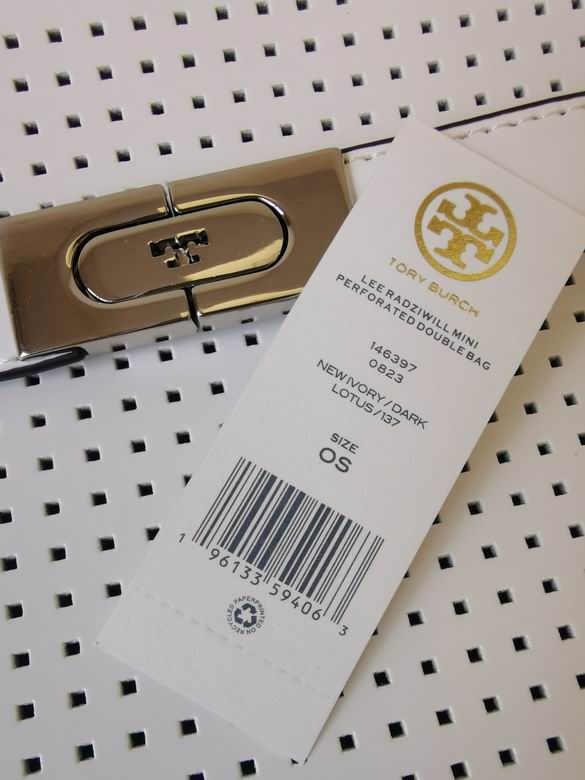 TORY BURCH
LEE RADZIWILL MINI
PERFORATED DOUBLE BAG
146397
0823
NEW IVORY / DARK
LOTUS / 137
SIZE
OS
1 96133 59406 3
PRINTED ON RECYCLED PAPER